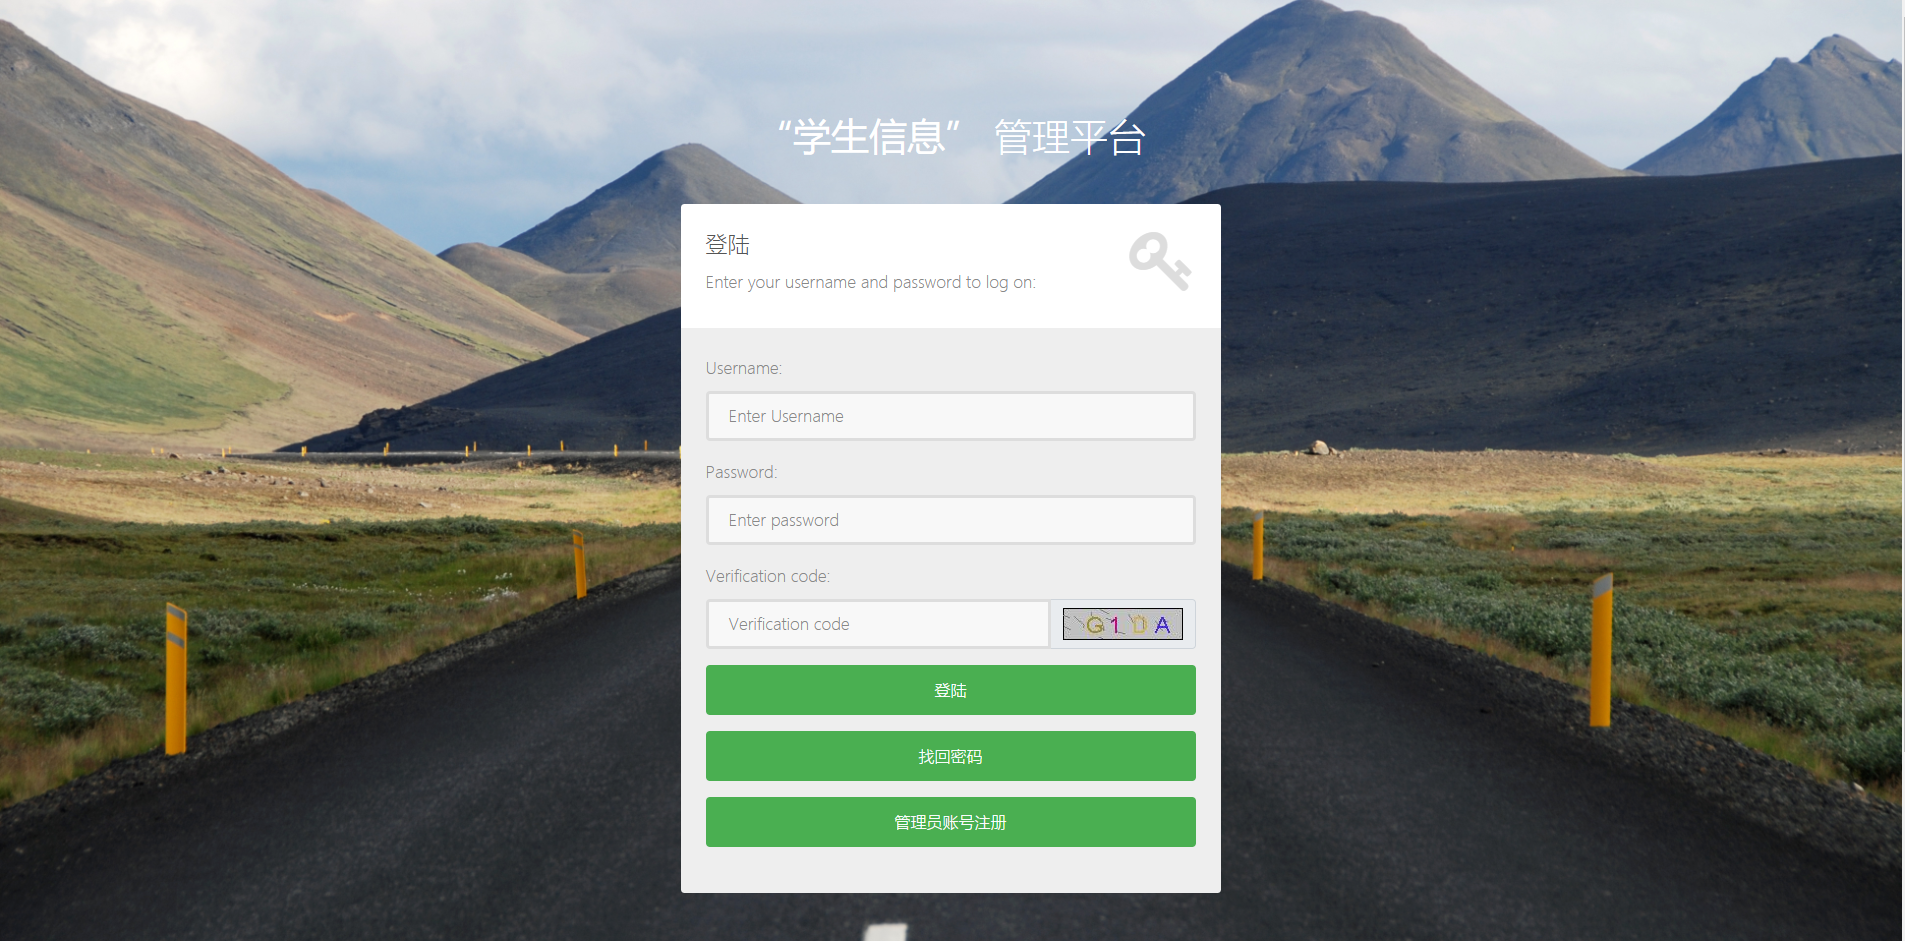 “学生信息” 管理平台
登陆
Enter your username and password to log on:
Username:
Enter Username
Password:
Enter password
Verification code:
Verification code
G1DA
登陆
找回密码
管理员账号注册